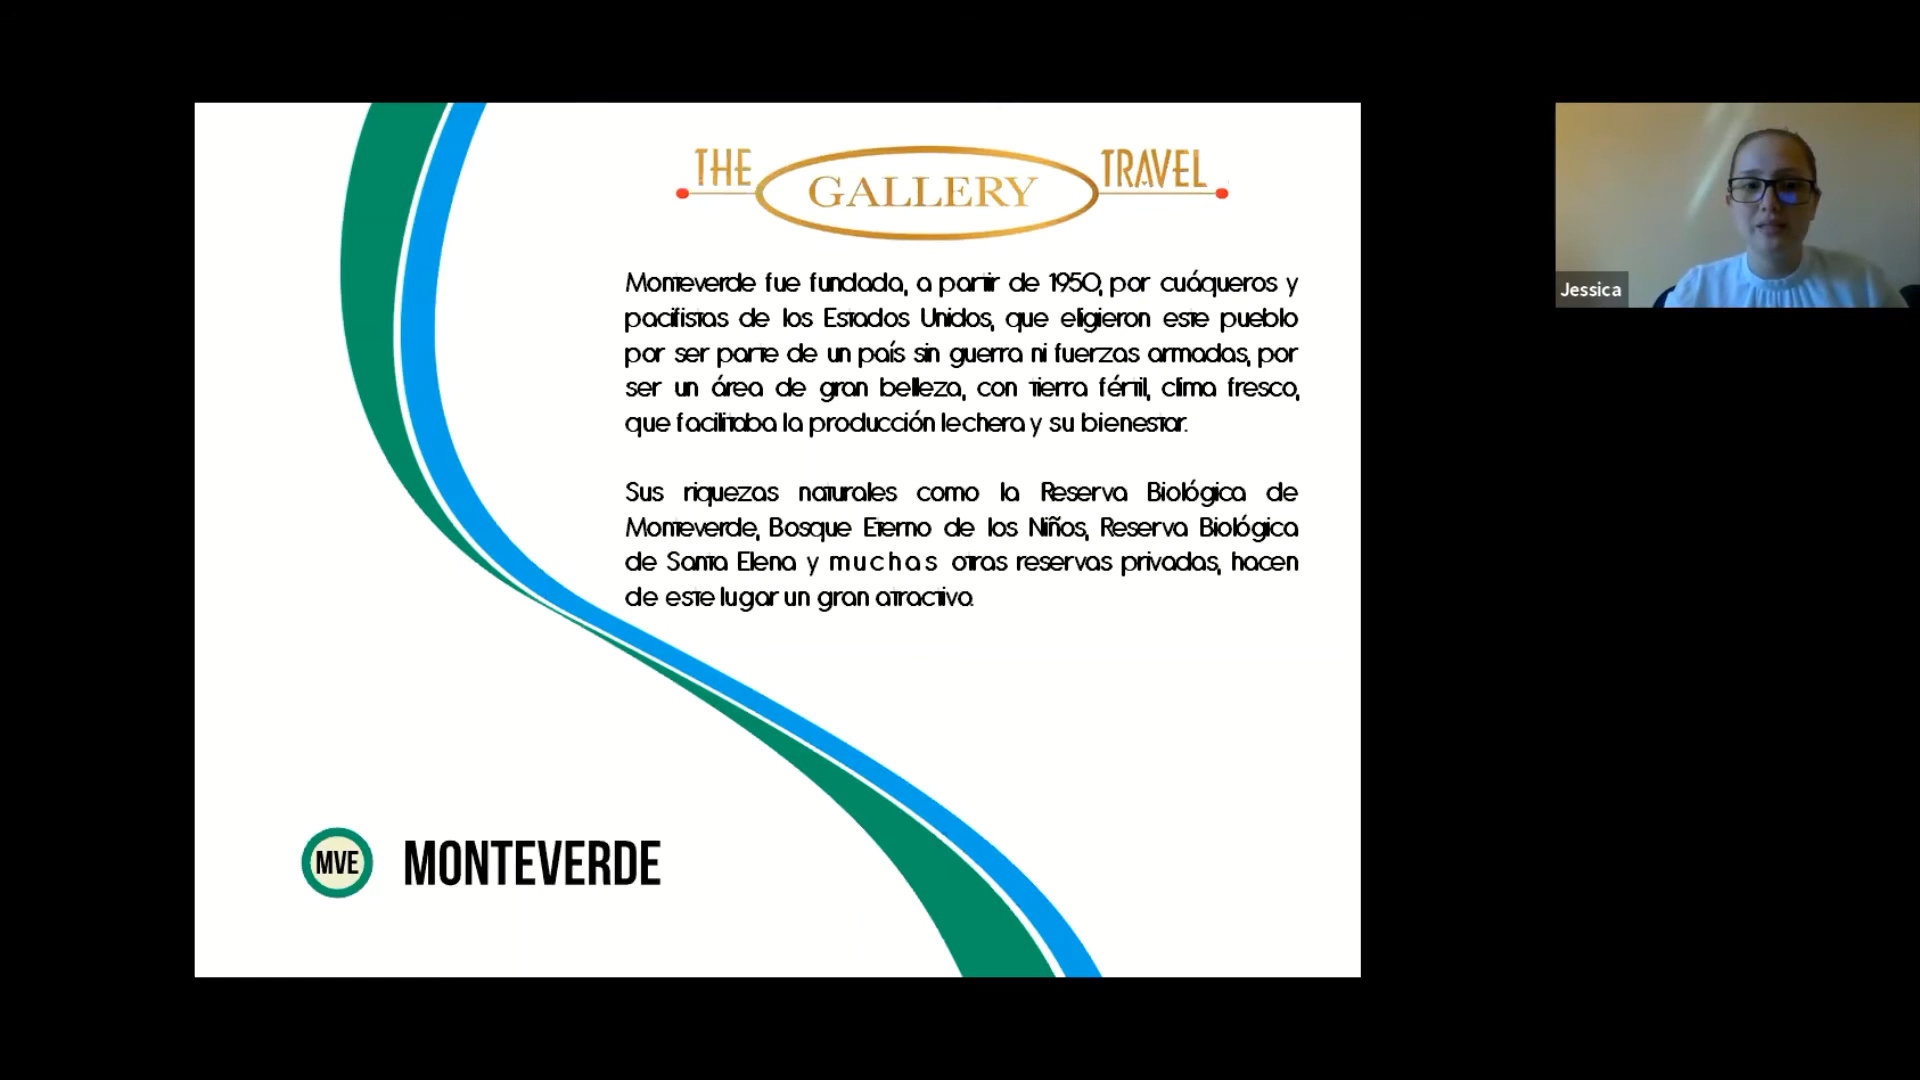 THE GALLERY TRAVEL
Monteverde fue fundada, a partir de 1950, por cuáqueros y
pacifistas de los Estados Unidos, que eligieron este pueblo
por ser parte de un país sin guerra ni fuerzas armadas, por
ser un área de gran belleza, con tierra fértil, clima fresco,
que facilitaba la producción lechera y su bienestar.
Sus riquezas naturales como la Reserva Biológica de
Monteverde, Bosque Eterno de los Niños, Reserva Biológica
de Santa Elena y muchas otras reservas privadas, hacen
de este lugar un gran atractivo.
MVE MONTEVERDE
Jessica